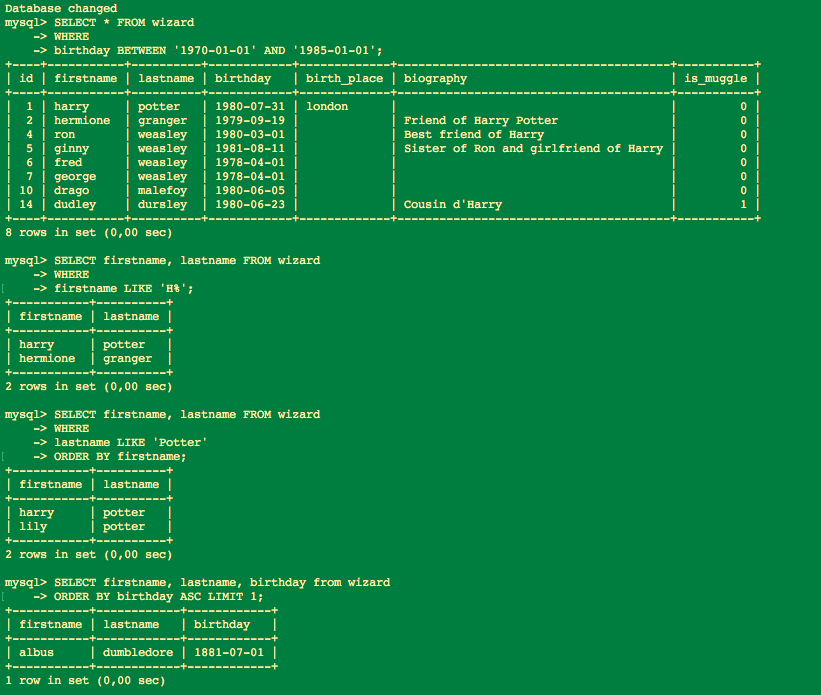 Database changed
mysql> SELECT * FROM wizard
    -> WHERE
    -> birthday BETWEEN '1970-01-01' AND '1985-01-01';
+----+-----------+----------+------------+-------------+---------------------------------------+-----------+
| id | firstname | lastname | birthday   | birth_place | biography                             | is_muggle |
+----+-----------+----------+------------+-------------+---------------------------------------+-----------+
|  1 | harry     | potter   | 1980-07-31 | london      |                                       |         0 |
|  2 | hermione  | granger  | 1979-09-19 |             | Friend of Harry Potter                |         0 |
|  4 | ron       | weasley  | 1980-03-01 |             | Best friend of Harry                  |         0 |
|  5 | ginny     | weasley  | 1981-08-11 |             | Sister of Ron and girlfriend of Harry |         0 |
|  6 | fred      | weasley  | 1978-04-01 |             |                                       |         0 |
|  7 | george    | weasley  | 1978-04-01 |             |                                       |         0 |
| 10 | drago     | malefoy  | 1980-06-05 |             |                                       |         0 |
| 14 | dudley    | dursley  | 1980-06-23 |             | Cousin d'Harry                        |         1 |
+----+-----------+----------+------------+-------------+---------------------------------------+-----------+
8 rows in set (0,00 sec)
mysql> SELECT firstname, lastname FROM wizard
    -> WHERE
[    -> firstname LIKE 'H%';
+-----------+----------+
| firstname | lastname |
+-----------+----------+
| harry     | potter   |
| hermione  | granger  |
+-----------+----------+
2 rows in set (0,00 sec)
mysql> SELECT firstname, lastname FROM wizard
    -> WHERE
    -> lastname LIKE 'Potter'
[    -> ORDER BY firstname;
+-----------+----------+
| firstname | lastname |
+-----------+----------+
| harry     | potter   |
| lily      | potter   |
+-----------+----------+
2 rows in set (0,00 sec)
mysql> SELECT firstname, lastname, birthday from wizard
[    -> ORDER BY birthday ASC LIMIT 1;
+-----------+------------+------------+
| firstname | lastname   | birthday   |
+-----------+------------+------------+
| albus     | dumbledore | 1881-07-01 |
+-----------+------------+------------+
1 row in set (0,00 sec)